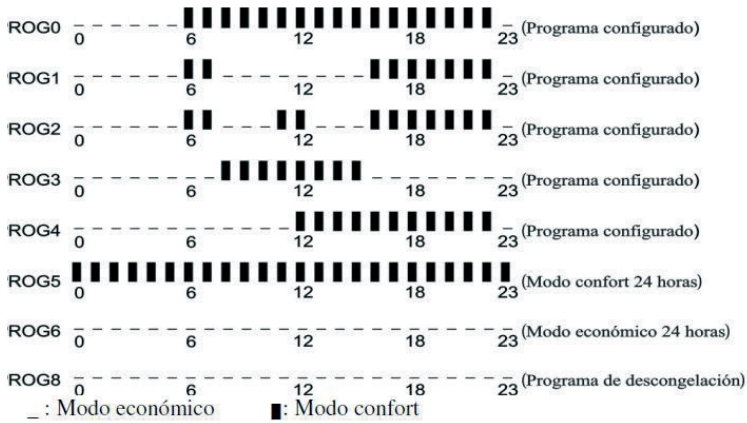 ROG0 (Programa configurado)
0 6 12 18 23
ROG1 (Programa configurado)
0 6 12 18 23
ROG2 (Programa configurado)
0 6 12 18 23
ROG3 (Programa configurado)
0 6 12 18 23
ROG4 (Programa configurado)
0 6 12 18 23
ROG5 (Modo confort 24 horas)
0 6 12 18 23
ROG6 (Modo económico 24 horas)
0 6 12 18 23
ROG8 (Programa de descongelación)
0 6 12 18 23
_ : Modo económico ▮: Modo confort